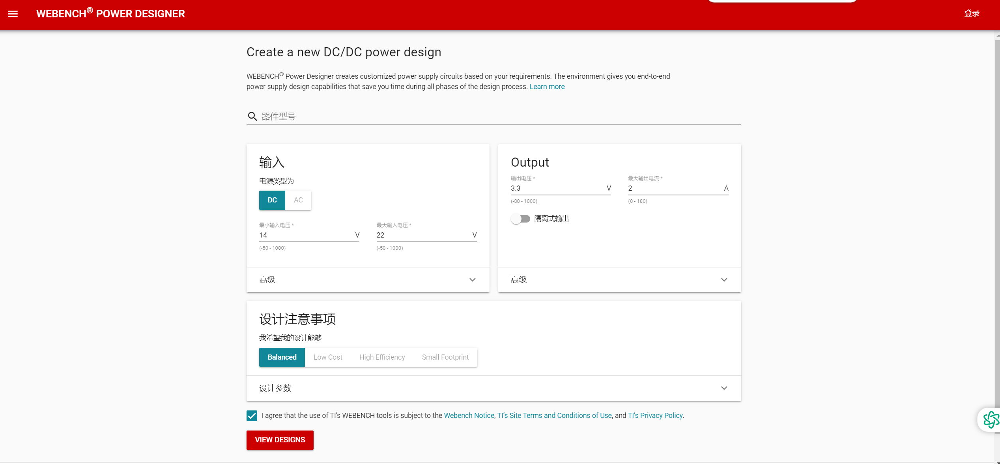 WEBENCH® POWER DESIGNER
登录
Create a new DC/DC power design
WEBENCH® Power Designer creates customized power supply circuits based on your requirements. The environment gives you end-to-end
power supply design capabilities that save you time during all phases of the design process. Learn more
器件型号
输入
电源类型为
DC AC
最小输入电压 * 最大输入电压 *
14 V 22 V
(-50 - 1000) (-50 - 1000)
高级
Output
输出电压 * 最大输出电流 *
3.3 V 2 A
(-80 - 1000) (0 - 180)
隔离式输出
高级
设计注意事项
我希望我的设计能够
Balanced Low Cost High Efficiency Small Footprint
设计参数
I agree that the use of TI's WEBENCH tools is subject to the Webench Notice, TI’s Site Terms and Conditions of Use, and TI’s Privacy Policy.
VIEW DESIGNS